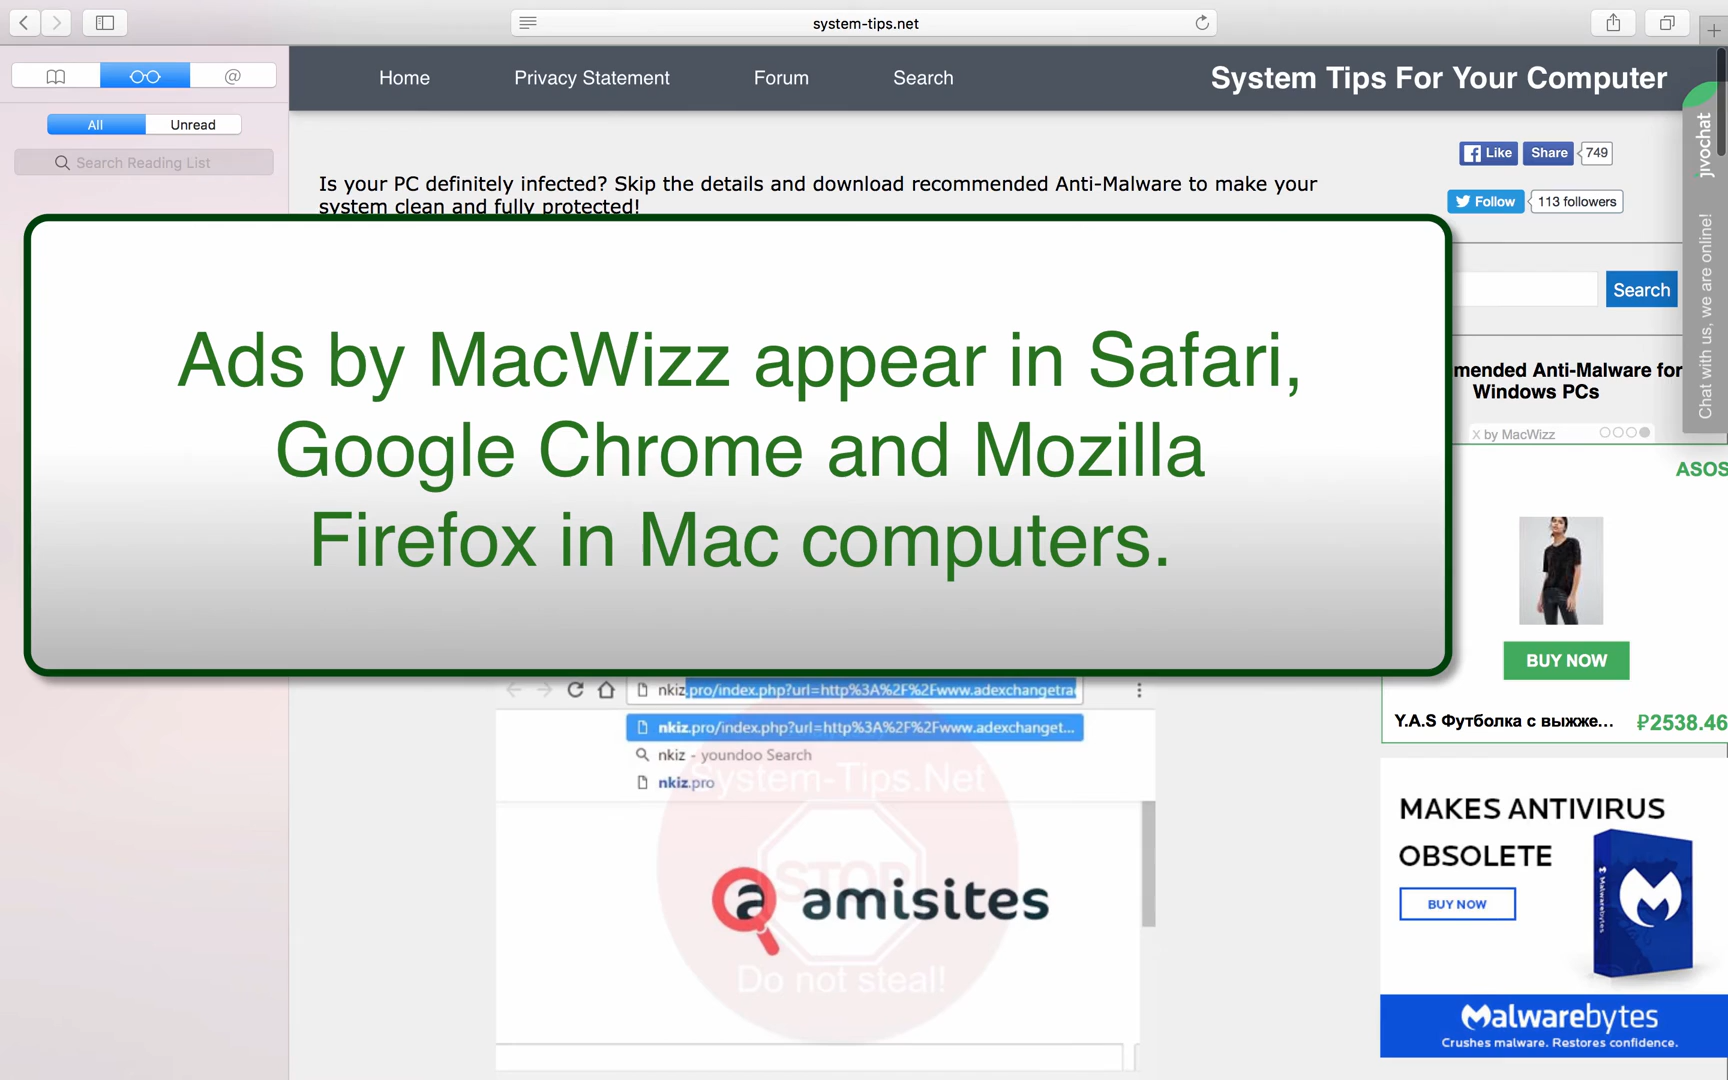 system-tips.net
@
Home Privacy Statement Forum Search System Tips For Your Computer
All Unread
Search Reading List
Like Share 749
Follow 113 followers
jivochat
Chat with us, we are online!
Is your PC definitely infected? Skip the details and download recommended Anti-Malware to make your
system clean and fully protected!
Search
Ads by MacWizz appear in Safari,
Google Chrome and Mozilla
Firefox in Mac computers.
mended Anti-Malware for
Windows PCs
X by MacWizz
ASOS
BUY NOW
Y.A.S Футболка с выжже... ₽2538.46
nkiz.pro/index.php?url=http%3A%2F%2Fwww.adexchangetra
nkiz.pro/index.php?url=http%3A%2F%2Fwww.adexchanget...
nkiz - youndoo Search
nkiz.pro
System-Tips.Net
STOP
a amisites
Do not steal!
MAKES ANTIVIRUS
OBSOLETE
BUY NOW
Malwarebytes
Malwarebytes
Crushes malware. Restores confidence.